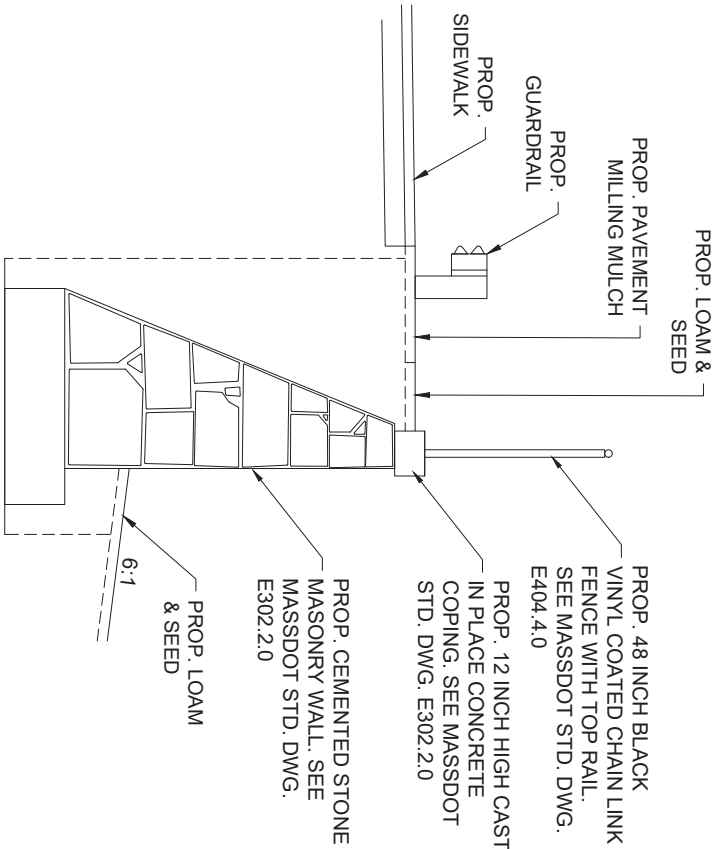 PROP. LOAM &
SEED
PROP. PAVEMENT
MILLING MULCH
PROP.
GUARDRAIL
PROP.
SIDEWALK
PROP. 48 INCH BLACK
VINYL COATED CHAIN LINK
FENCE WITH TOP RAIL.
SEE MASSDOT STD. DWG.
E404.4.0
PROP. 12 INCH HIGH CAST
IN PLACE CONCRETE
COPING. SEE MASSDOT
STD. DWG. E302.2.0
PROP. CEMENTED STONE
MASONRY WALL. SEE
MASSDOT STD. DWG.
E302.2.0
PROP. LOAM
& SEED
6:1